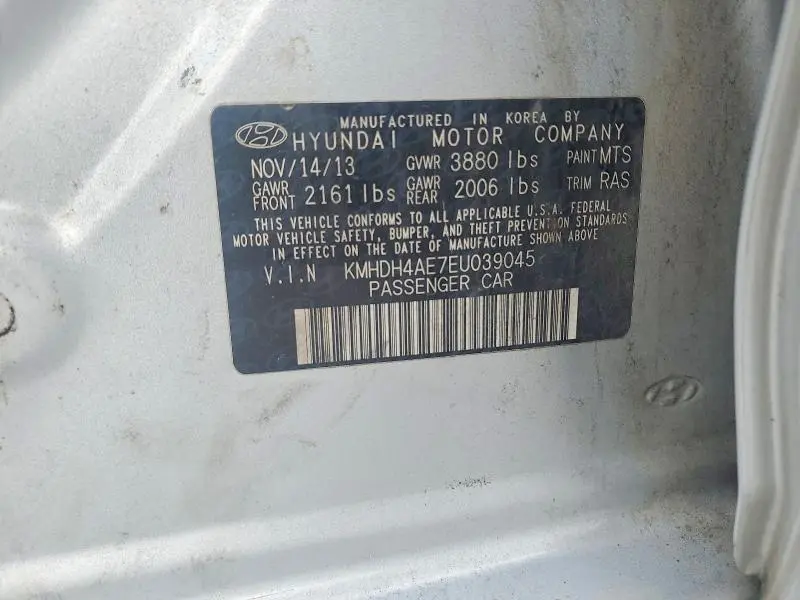 MANUFACTURED IN KOREA BY
HYUNDAI MOTOR COMPANY
NOV/14/13 GVWR 3880 lbs PAINT MTS
GAWR FRONT 2161 lbs GAWR REAR 2006 lbs TRIM RAS
THIS VEHICLE CONFORMS TO ALL APPLICABLE U.S.A. FEDERAL
MOTOR VEHICLE SAFETY, BUMPER, AND THEFT PREVENTION STANDARDS
IN EFFECT ON THE DATE OF MANUFACTURE SHOWN ABOVE
V.I.N KMHDH4AE7EU039045
PASSENGER CAR